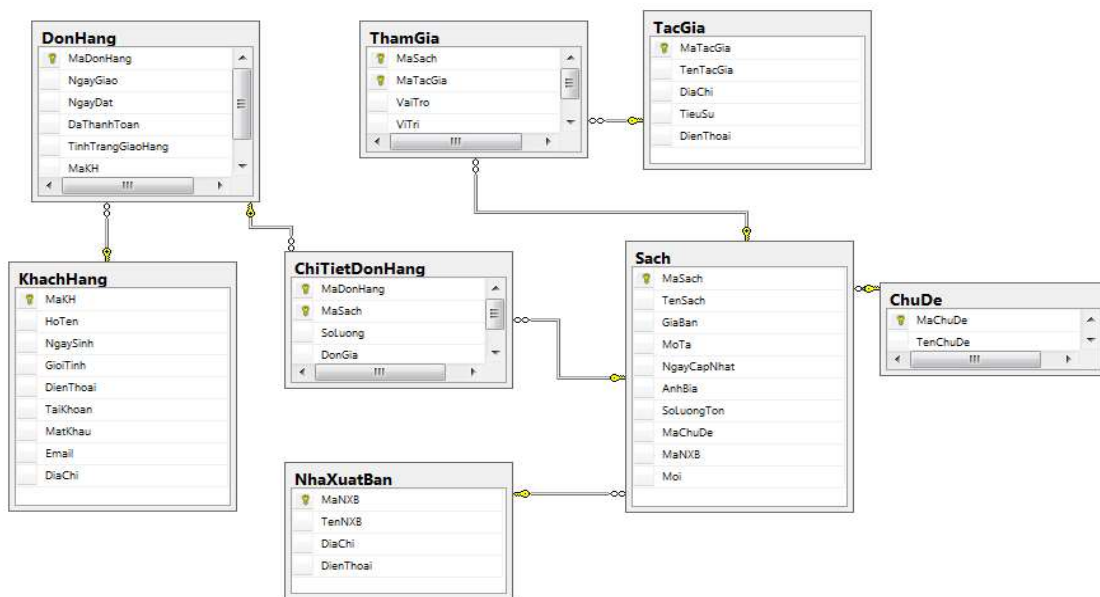 DonHang
MaDonHang
NgayGiao
NgayDat
DaThanhToan
TinhTrangGiaoHang
MaKH
ThamGia
MaSach
MaTacGia
VaiTro
ViTri
TacGia
MaTacGia
TenTacGia
DiaChi
TieuSu
DienThoai
KhachHang
MaKH
HoTen
NgaySinh
GioiTinh
DienThoai
TaiKhoan
MatKhau
Email
DiaChi
ChiTietDonHang
MaDonHang
MaSach
SoLuong
DonGia
Sach
MaSach
TenSach
GiaBan
MoTa
NgayCapNhat
AnhBia
SoLuongTon
MaChuDe
MaNXB
Moi
ChuDe
MaChuDe
TenChuDe
NhaXuatBan
MaNXB
TenNXB
DiaChi
DienThoai